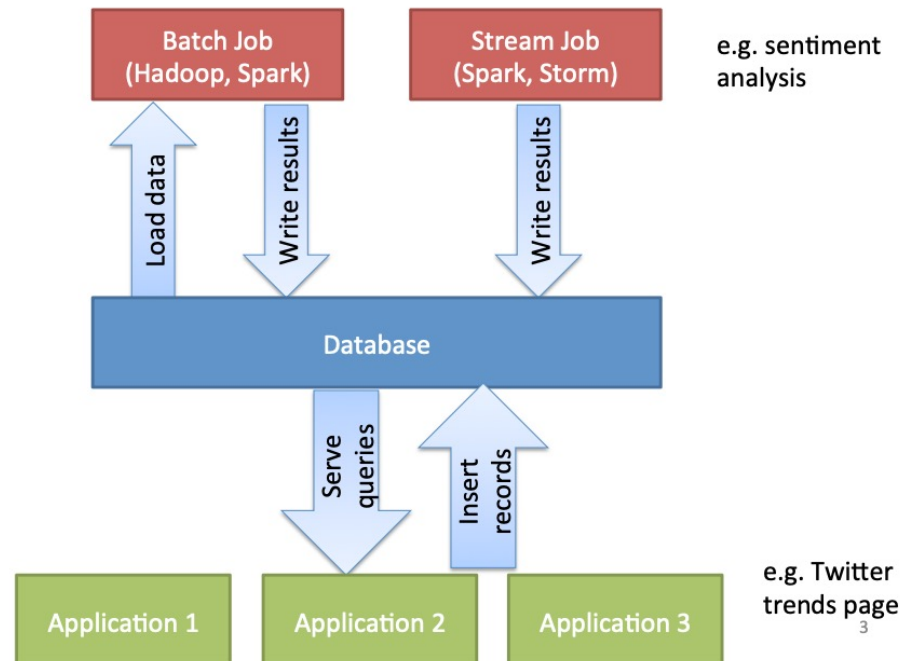 Batch Job
(Hadoop, Spark)
Stream Job
(Spark, Storm)
e.g. sentiment
analysis
Load data
Write results
Write results
Database
Serve
queries
Insert
records
Application 1
Application 2
Application 3
e.g. Twitter
trends page
3